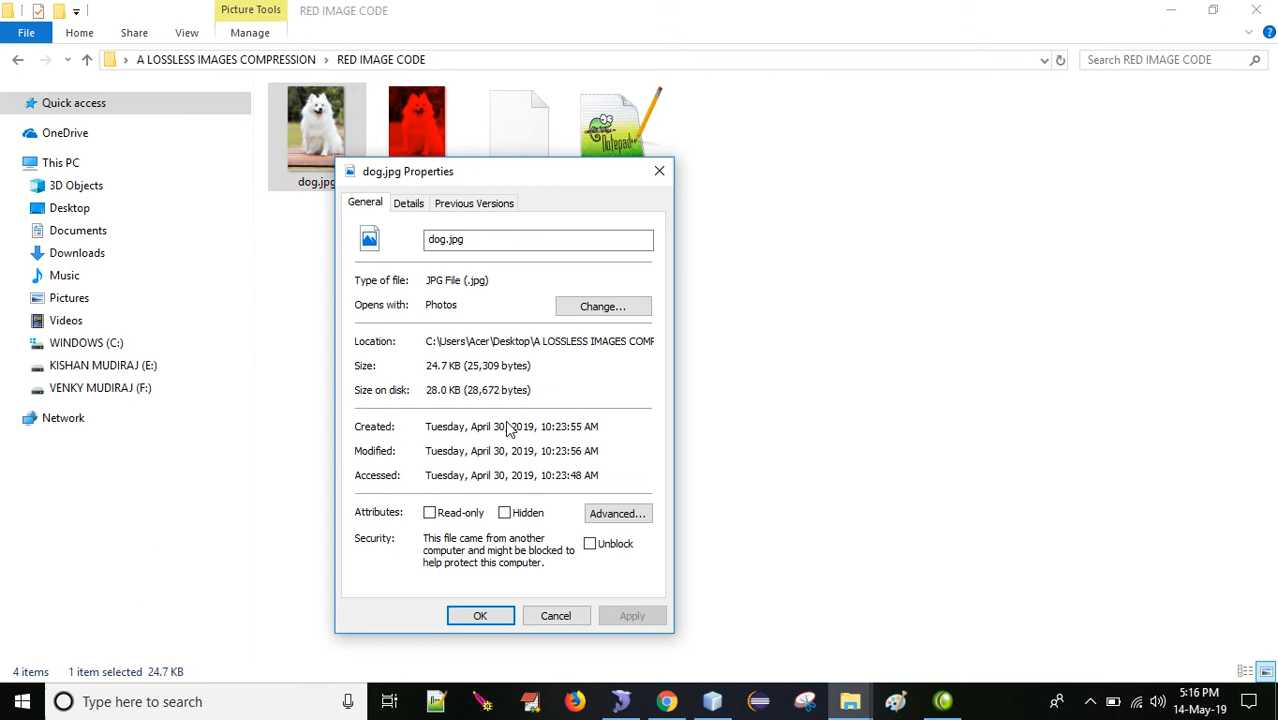 Picture Tools
RED IMAGE CODE
File
Home
Share
View
Manage
A LOSSLESS IMAGES COMPRESSION
RED IMAGE CODE
Search RED IMAGE CODE
Quick access
OneDrive
This PC
3D Objects
Desktop
Documents
Downloads
Music
Pictures
Videos
WINDOWS (C:)
KISHAN MUDIRAJ (E:)
VENKY MUDIRAJ (F:)
Network
Notepad++
dog.jpg
dog.jpg Properties
General
Details
Previous Versions
dog.jpg
Type of file: JPG File (.jpg)
Opens with: Photos
Change...
Location: C:\Users\Acer\Desktop\A LOSSLESS IMAGES COMF
Size: 24.7 KB (25,309 bytes)
Size on disk: 28.0 KB (28,672 bytes)
Created: Tuesday, April 30, 2019, 10:23:55 AM
Modified: Tuesday, April 30, 2019, 10:23:56 AM
Accessed: Tuesday, April 30, 2019, 10:23:48 AM
Attributes: Read-only Hidden Advanced...
Security: This file came from another
computer and might be blocked to
help protect this computer.
Unblock
OK
Cancel
Apply
4 items
1 item selected 24.7 KB
Type here to search
5:16 PM
14-May-19